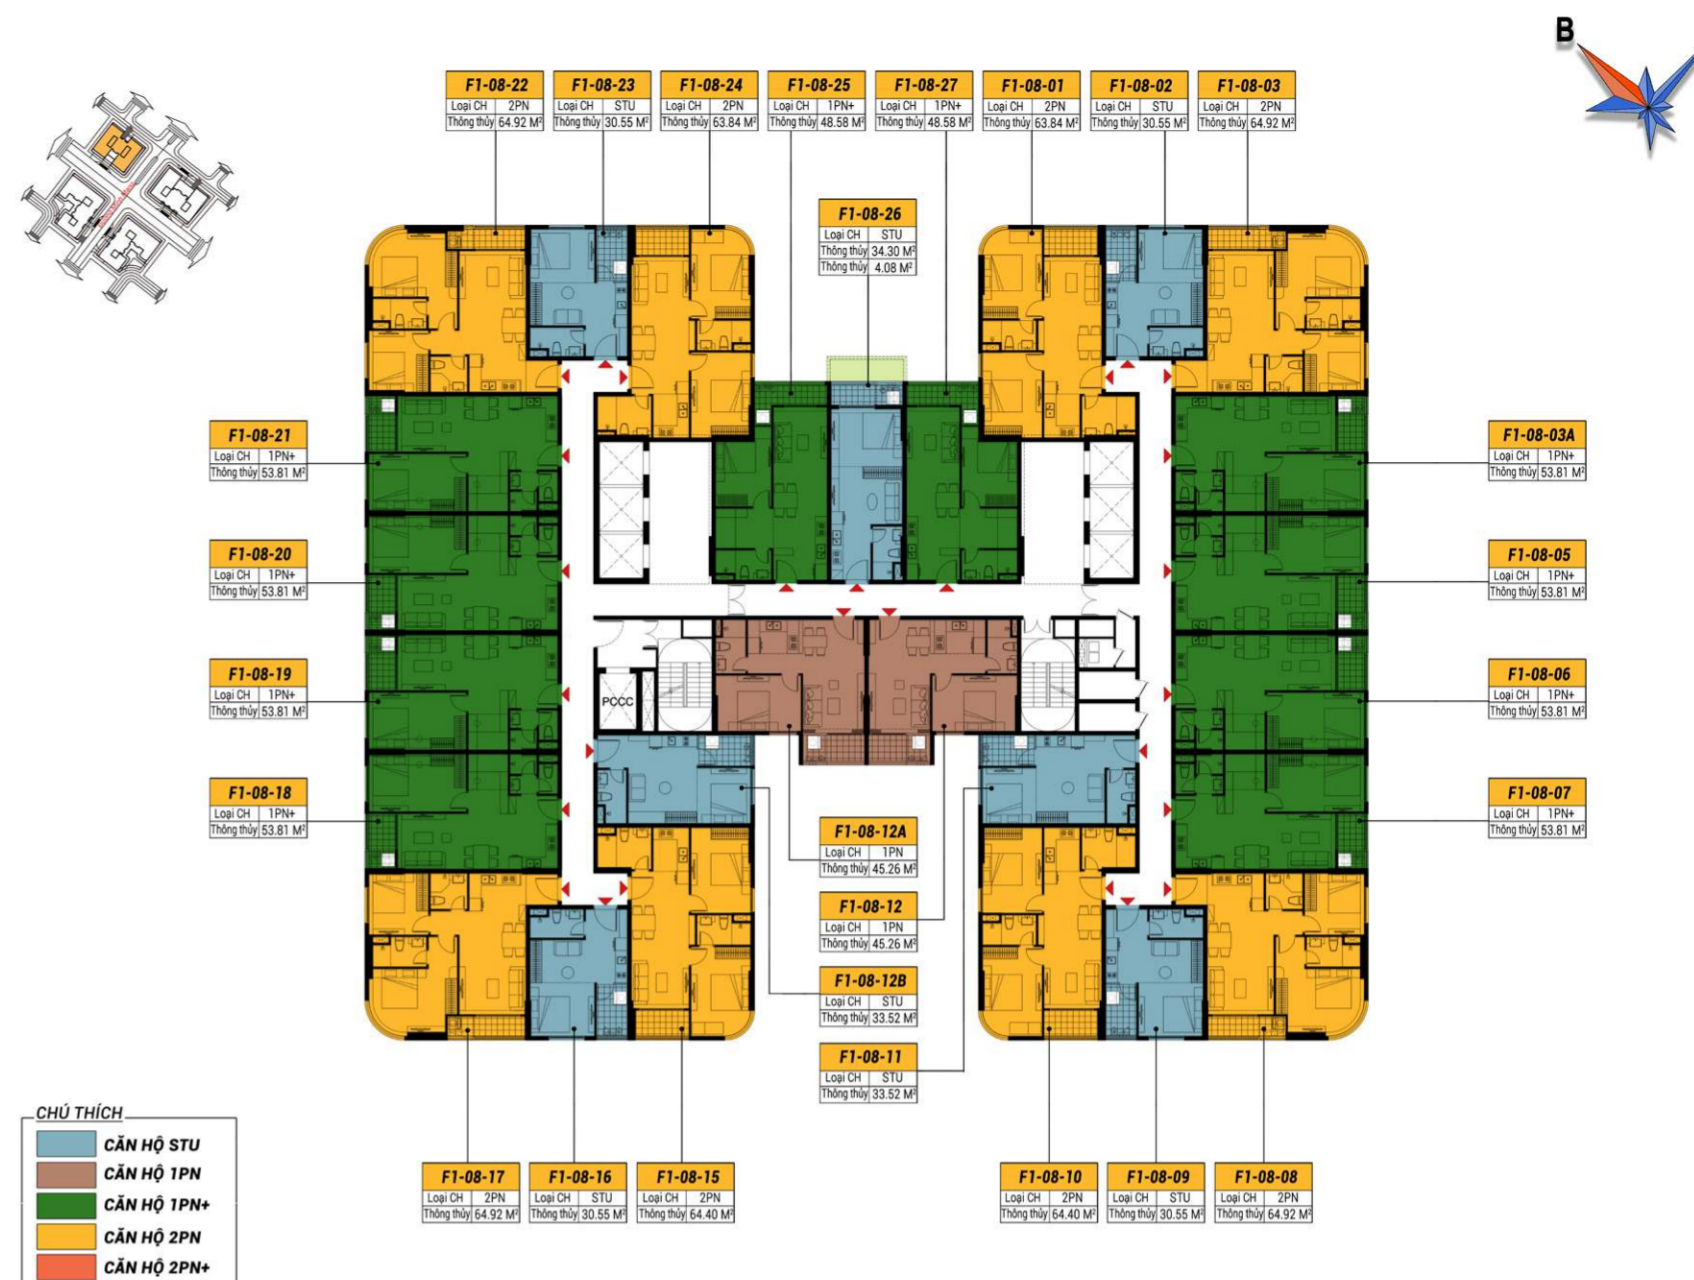 B
F1-08-22
Loại CH 2PN
Thông thủy 64.92 M²
F1-08-23
Loại CH STU
Thông thủy 30.55 M²
F1-08-24
Loại CH 2PN
Thông thủy 63.84 M²
F1-08-25
Loại CH 1PN+
Thông thủy 48.58 M²
F1-08-27
Loại CH 1PN+
Thông thủy 48.58 M²
F1-08-01
Loại CH 2PN
Thông thủy 63.84 M²
F1-08-02
Loại CH STU
Thông thủy 30.55 M²
F1-08-03
Loại CH 2PN
Thông thủy 64.92 M²
F1-08-26
Loại CH STU
Thông thủy 34.30 M²
Thông thủy 4.08 M²
F1-08-21
Loại CH 1PN+
Thông thủy 53.81 M²
F1-08-03A
Loại CH 1PN+
Thông thủy 53.81 M²
F1-08-20
Loại CH 1PN+
Thông thủy 53.81 M²
F1-08-05
Loại CH 1PN+
Thông thủy 53.81 M²
F1-08-19
Loại CH 1PN+
Thông thủy 53.81 M²
F1-08-06
Loại CH 1PN+
Thông thủy 53.81 M²
PCCC
F1-08-18
Loại CH 1PN+
Thông thủy 53.81 M²
F1-08-07
Loại CH 1PN+
Thông thủy 53.81 M²
F1-08-12A
Loại CH 1PN
Thông thủy 45.26 M²
F1-08-12
Loại CH 1PN
Thông thủy 45.26 M²
F1-08-12B
Loại CH STU
Thông thủy 33.52 M²
F1-08-11
Loại CH STU
Thông thủy 33.52 M²
F1-08-17
Loại CH 2PN
Thông thủy 64.92 M²
F1-08-16
Loại CH STU
Thông thủy 30.55 M²
F1-08-15
Loại CH 2PN
Thông thủy 64.40 M²
F1-08-10
Loại CH 2PN
Thông thủy 64.40 M²
F1-08-09
Loại CH STU
Thông thủy 30.55 M²
F1-08-08
Loại CH 2PN
Thông thủy 64.92 M²
CHÚ THÍCH
CĂN HỘ STU
CĂN HỘ 1PN
CĂN HỘ 1PN+
CĂN HỘ 2PN
CĂN HỘ 2PN+